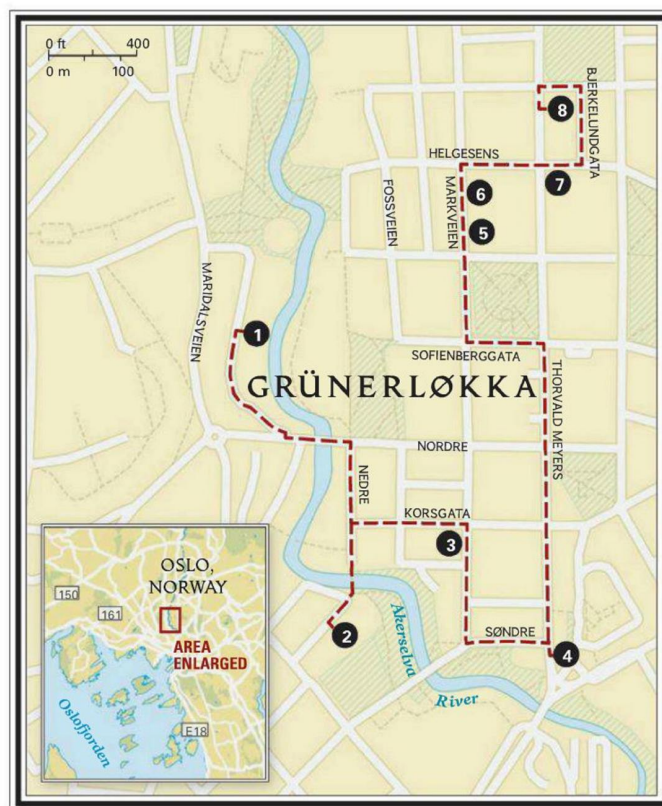 0 ft 400
0 m 100
BJERKELUNDGATA
8
HELGESENS
7
FOSSVEIEN
MARKVEIEN
6
5
MARIDALSVEIEN
1
SOFIENBERGGATA
GRÜNERLØKKA
THORVALD MEYERS
NORDRE
NEDRE
KORSGATA
3
2
SØNDRE
4
Akerselva
River
OSLO,
NORWAY
150
161
AREA
ENLARGED
Oslofjorden
E18